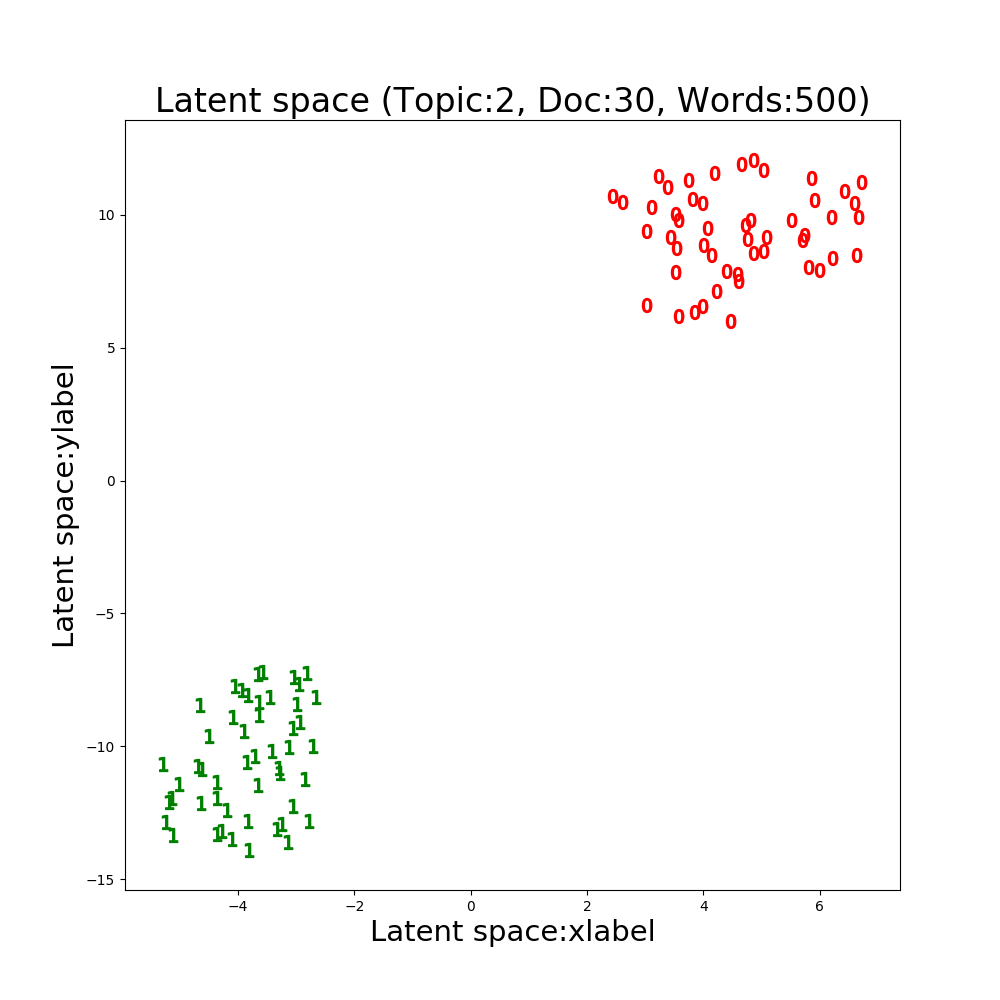 Latent space (Topic:2, Doc:30, Words:500)
10
5
0
−5
−10
−15
−4 −2 0 2 4 6
Latent space:xlabel
Latent space:ylabel